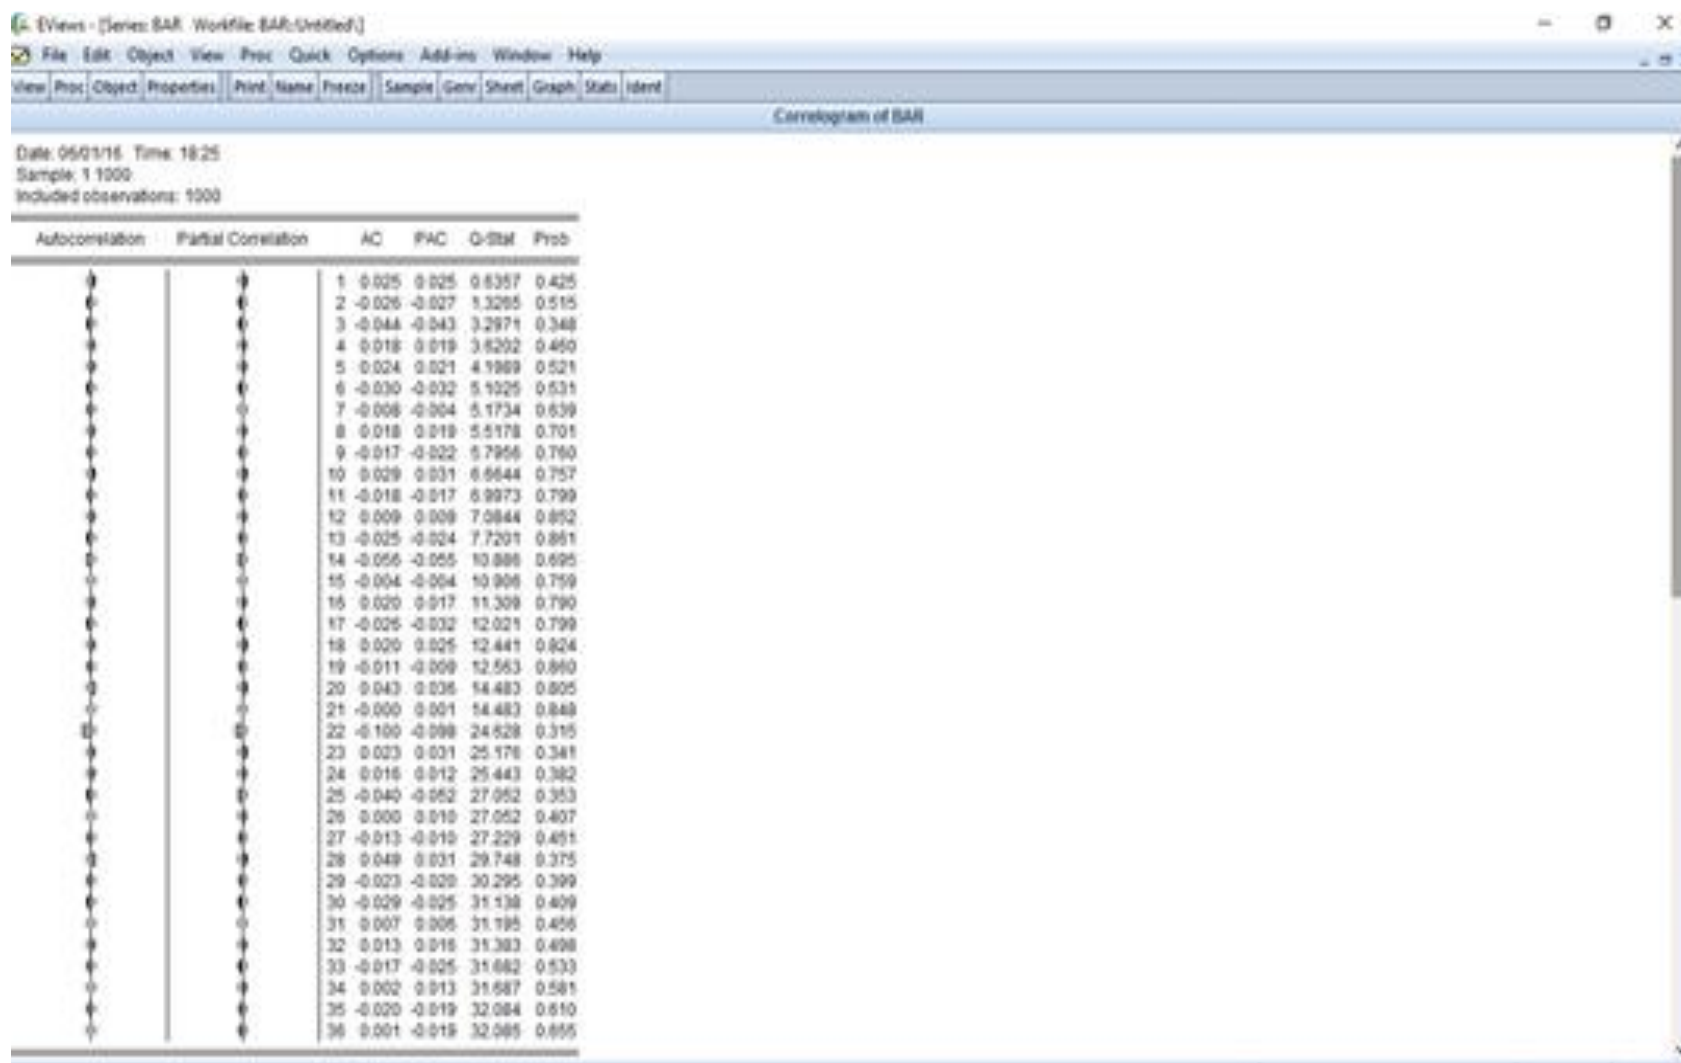 EViews - [Series: BAR Workfile: BAR::Untitled\]
File Edit Object View Proc Quick Options Add-ins Window Help
View Proc Object Properties Print Name Freeze Sample Genr Sheet Graph Stats Ident
Correlogram of BAR
Date: 06/01/16 Time: 18:25
Sample: 1 1000
Included observations: 1000
Autocorrelation Partial Correlation AC PAC Q-Stat Prob
1 0.025 0.025 0.6357 0.425
2 -0.026 -0.027 1.3265 0.515
3 -0.044 -0.043 3.2971 0.348
4 0.018 0.019 3.6202 0.460
5 0.024 0.021 4.1989 0.521
6 -0.030 -0.032 5.1025 0.531
7 -0.008 -0.004 5.1734 0.639
8 0.018 0.019 5.5178 0.701
9 -0.017 -0.022 5.7956 0.760
10 0.029 0.031 6.6644 0.757
11 -0.018 -0.017 6.9973 0.799
12 0.009 0.009 7.0844 0.852
13 -0.025 -0.024 7.7201 0.861
14 -0.056 -0.055 10.886 0.695
15 -0.004 -0.004 10.906 0.759
16 0.020 0.017 11.309 0.790
17 -0.026 -0.032 12.021 0.799
18 0.020 0.025 12.441 0.824
19 -0.011 -0.009 12.563 0.860
20 0.043 0.036 14.483 0.805
21 -0.000 0.001 14.483 0.848
22 -0.100 -0.098 24.628 0.315
23 0.023 0.031 25.176 0.341
24 0.016 0.012 25.443 0.382
25 -0.040 -0.052 27.052 0.353
26 0.000 0.010 27.052 0.407
27 -0.013 -0.010 27.229 0.451
28 0.049 0.031 29.748 0.375
29 -0.023 -0.020 30.295 0.399
30 -0.029 -0.025 31.138 0.409
31 0.007 0.006 31.195 0.456
32 0.013 0.016 31.383 0.498
33 -0.017 -0.025 31.682 0.533
34 0.002 0.013 31.687 0.581
35 -0.020 -0.019 32.084 0.610
36 0.001 -0.019 32.085 0.655